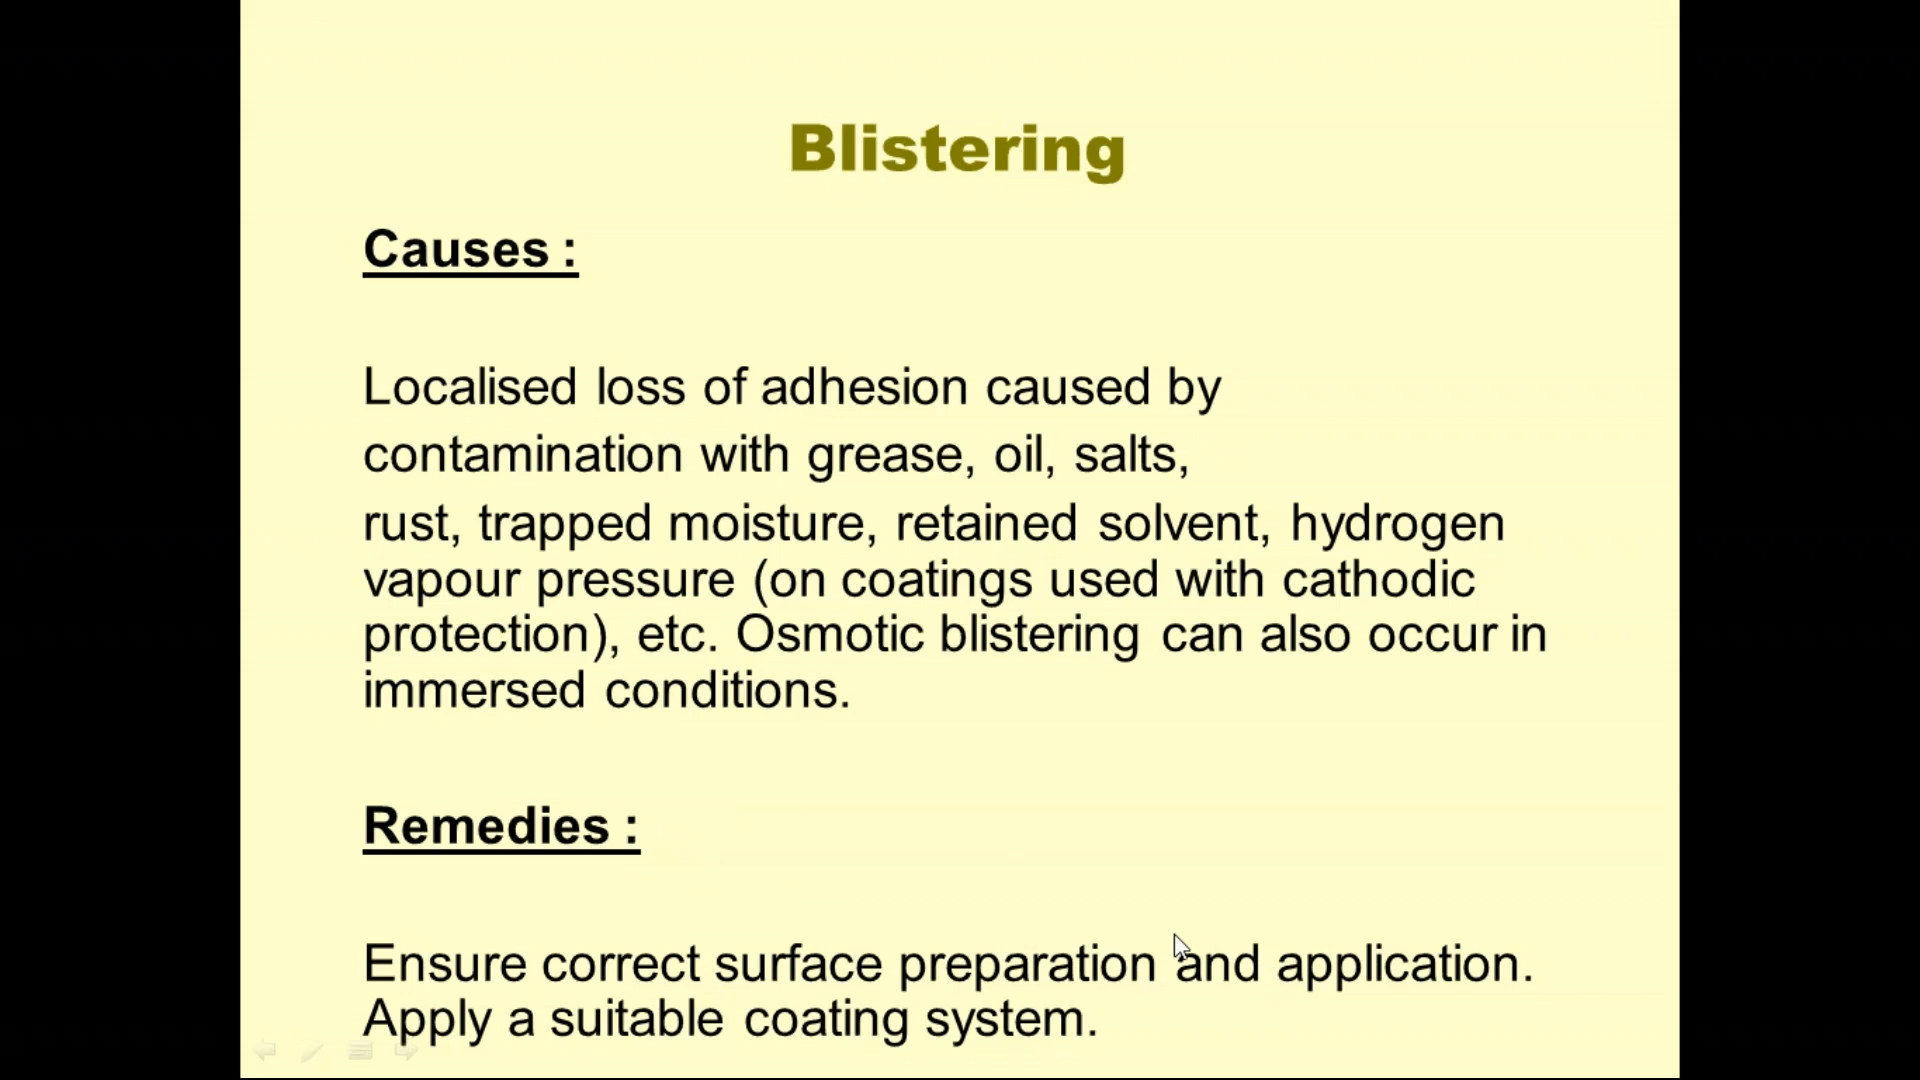 Blistering
Causes :
Localised loss of adhesion caused by
contamination with grease, oil, salts,
rust, trapped moisture, retained solvent, hydrogen
vapour pressure (on coatings used with cathodic
protection), etc. Osmotic blistering can also occur in
immersed conditions.
Remedies :
Ensure correct surface preparation and application.
Apply a suitable coating system.